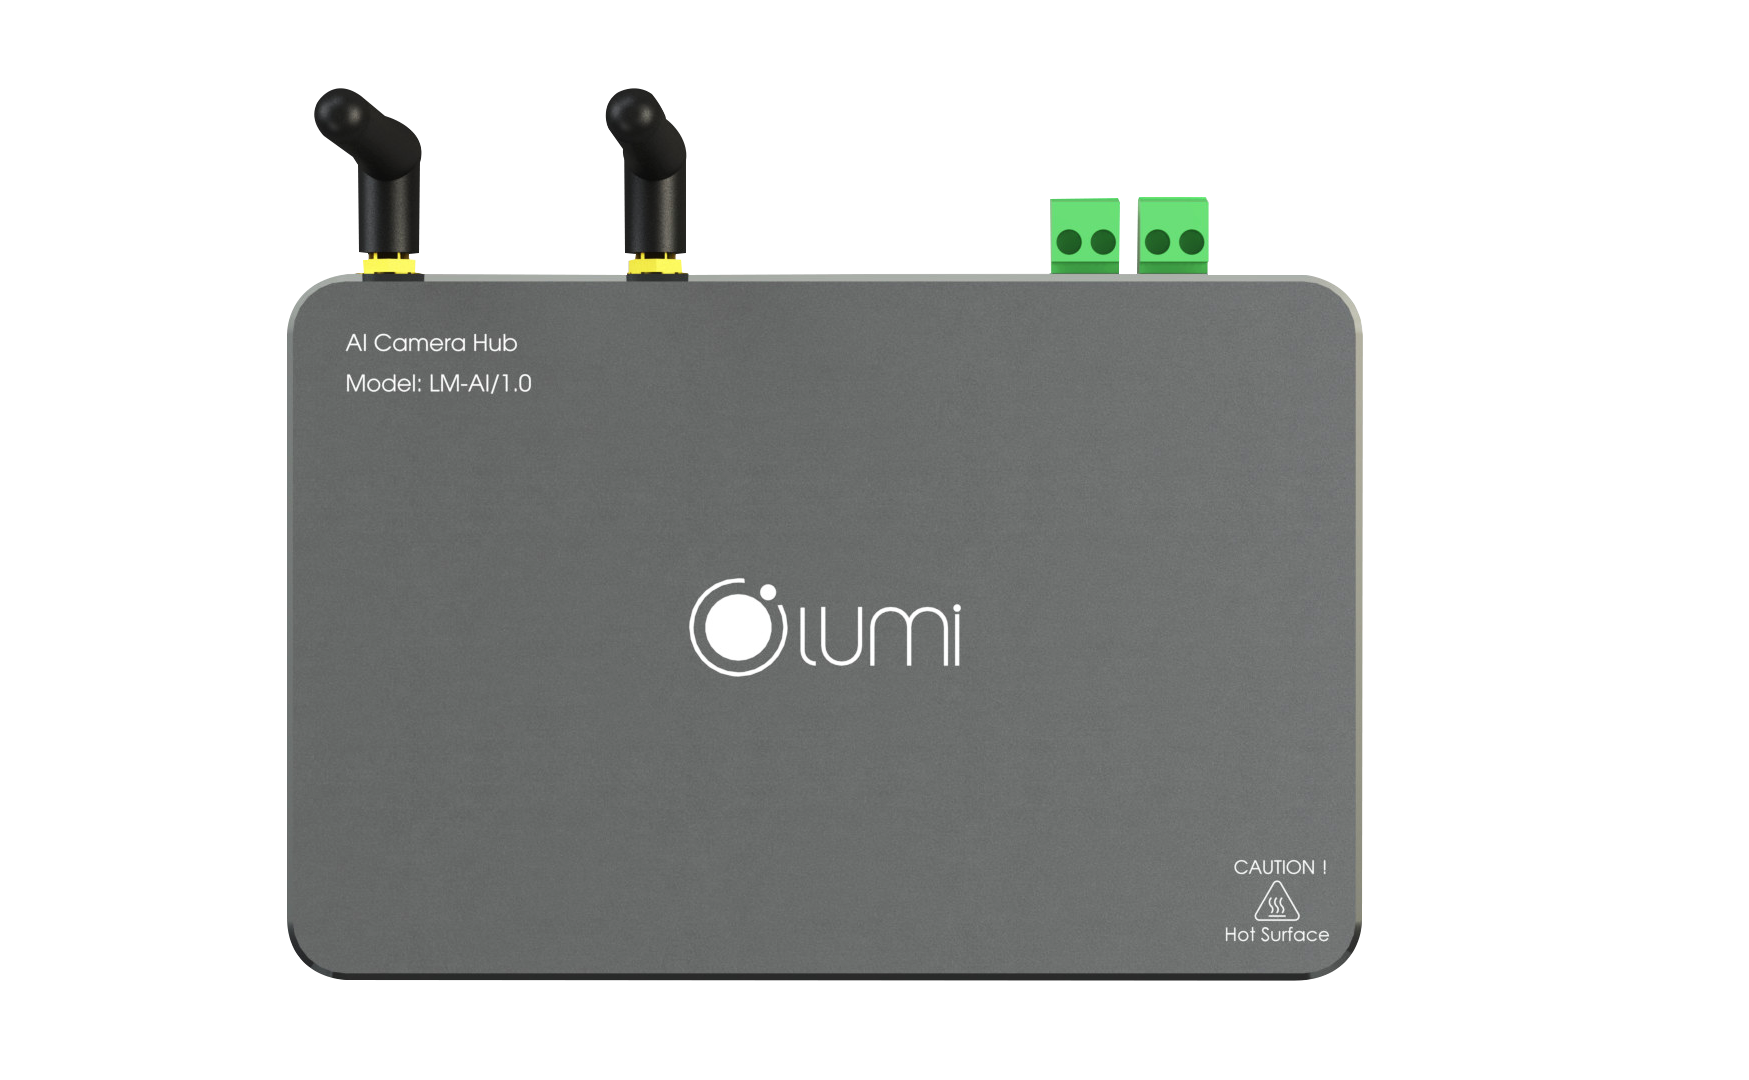 AI Camera Hub
Model: LM-AI/1.0
lumi
CAUTION !
Hot Surface